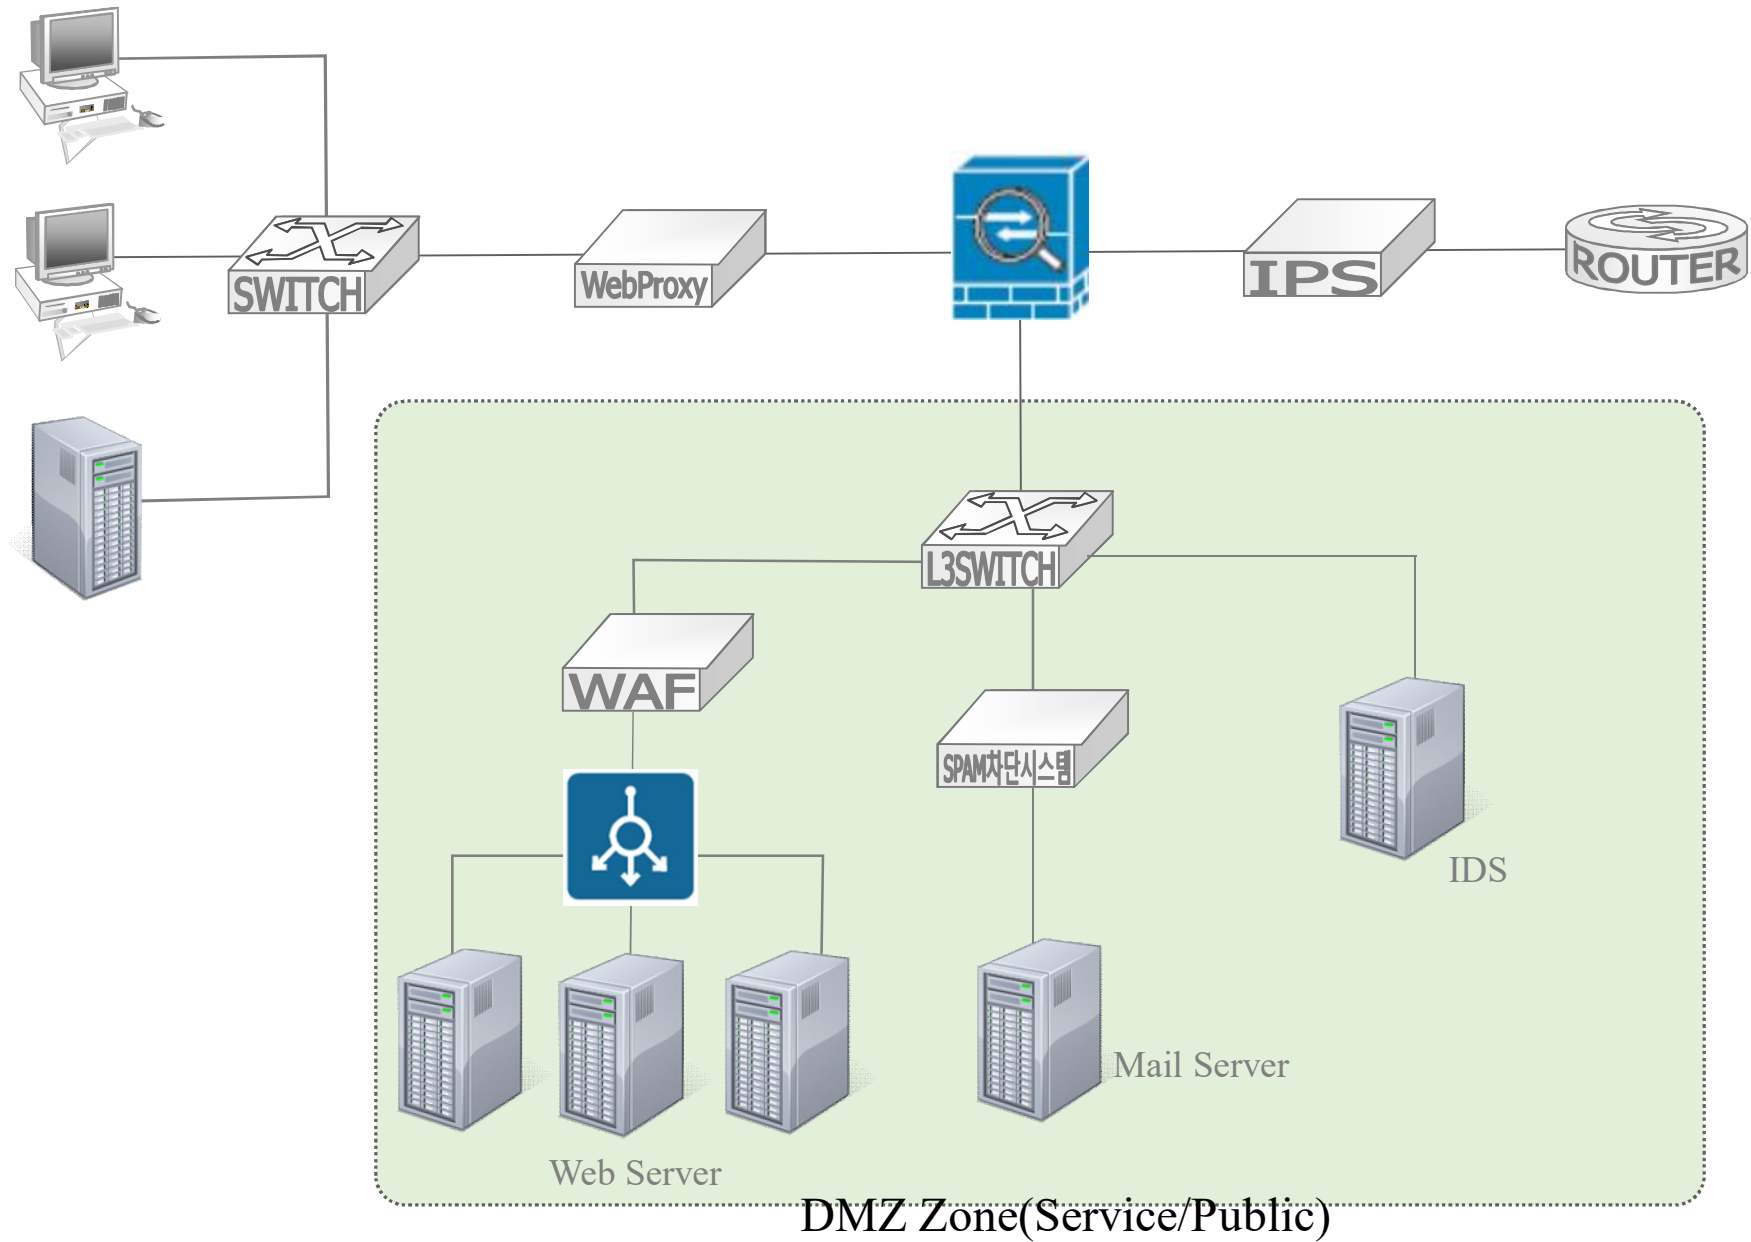 SWITCH
WebProxy
IPS
ROUTER
L3SWITCH
WAF
SPAM차단시스템
IDS
Mail Server
Web Server
DMZ Zone(Service/Public)